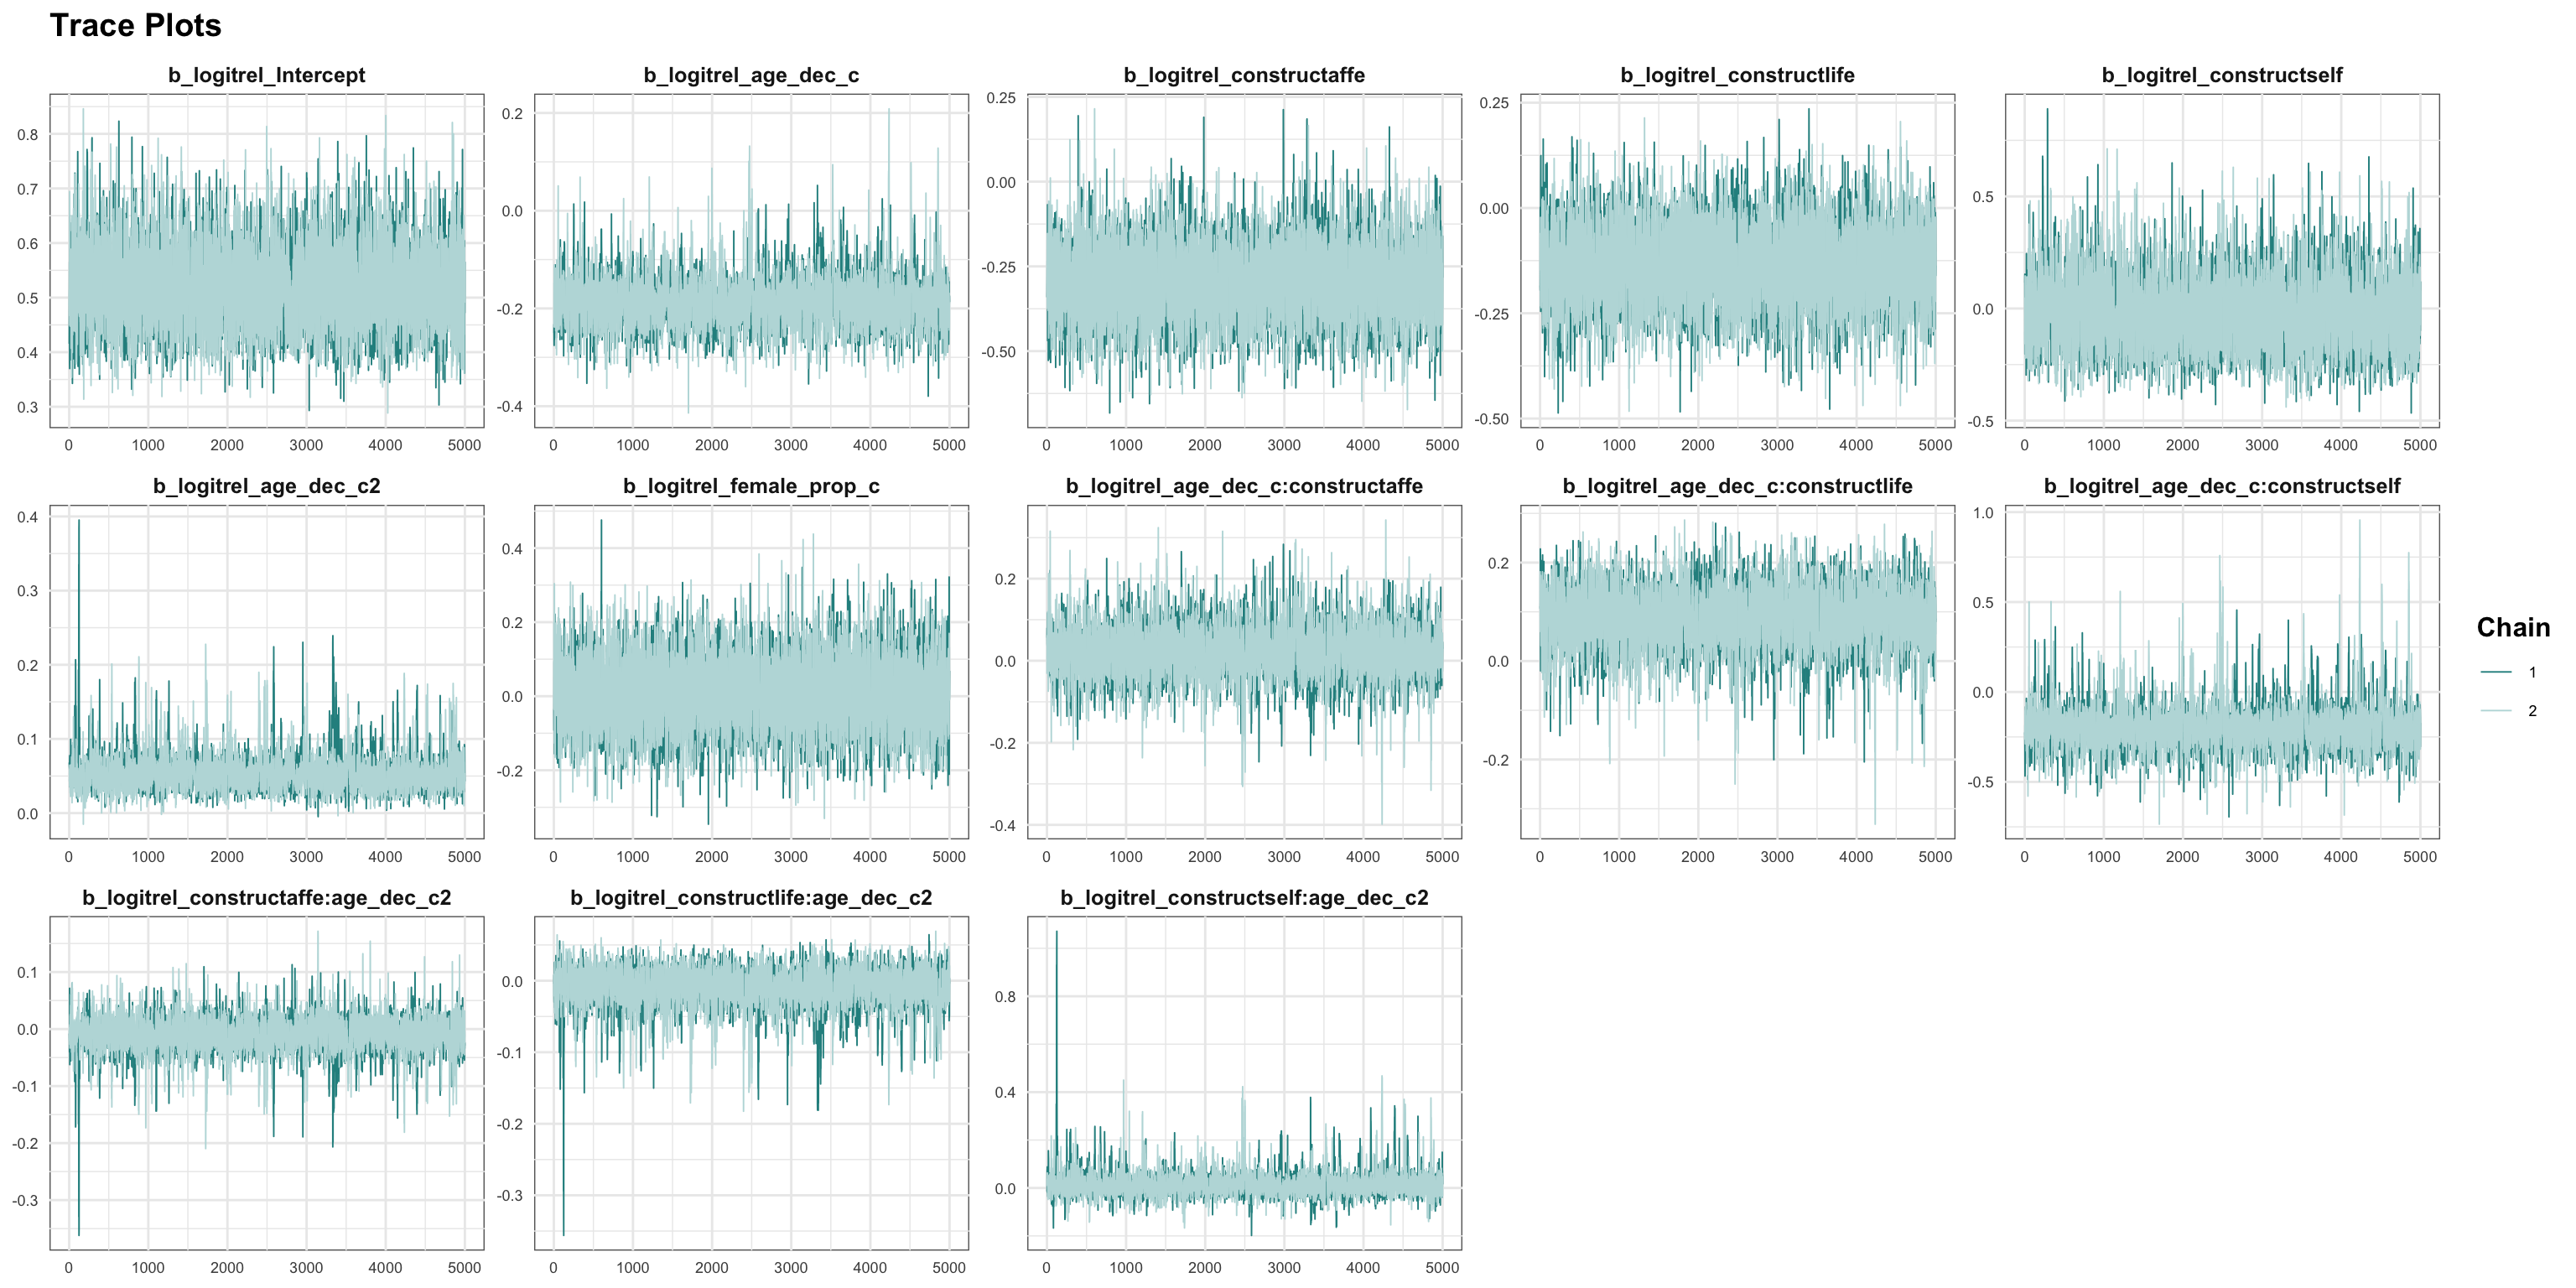 Trace Plots
b_logitrel_Intercept
b_logitrel_age_dec_c
b_logitrel_constructaffe
b_logitrel_constructlife
b_logitrel_constructself
0.8
0.7
0.6
0.5
0.4
0.3
0 1000 2000 3000 4000 5000
0.2
0.0
-0.2
-0.4
0 1000 2000 3000 4000 5000
0.25
0.00
-0.25
-0.50
0 1000 2000 3000 4000 5000
0.25
0.00
-0.25
-0.50
0 1000 2000 3000 4000 5000
0.5
0.0
-0.5
0 1000 2000 3000 4000 5000
b_logitrel_age_dec_c2
b_logitrel_female_prop_c
b_logitrel_age_dec_c:constructaffe
b_logitrel_age_dec_c:constructlife
b_logitrel_age_dec_c:constructself
0.4
0.3
0.2
0.1
0.0
0 1000 2000 3000 4000 5000
0.4
0.2
0.0
-0.2
0 1000 2000 3000 4000 5000
0.2
0.0
-0.2
-0.4
0 1000 2000 3000 4000 5000
0.2
0.0
-0.2
0 1000 2000 3000 4000 5000
1.0
0.5
0.0
-0.5
0 1000 2000 3000 4000 5000
Chain
1
2
b_logitrel_constructaffe:age_dec_c2
b_logitrel_constructlife:age_dec_c2
b_logitrel_constructself:age_dec_c2
0.1
0.0
-0.1
-0.2
-0.3
0 1000 2000 3000 4000 5000
0.0
-0.1
-0.2
-0.3
0 1000 2000 3000 4000 5000
0.8
0.4
0.0
0 1000 2000 3000 4000 5000